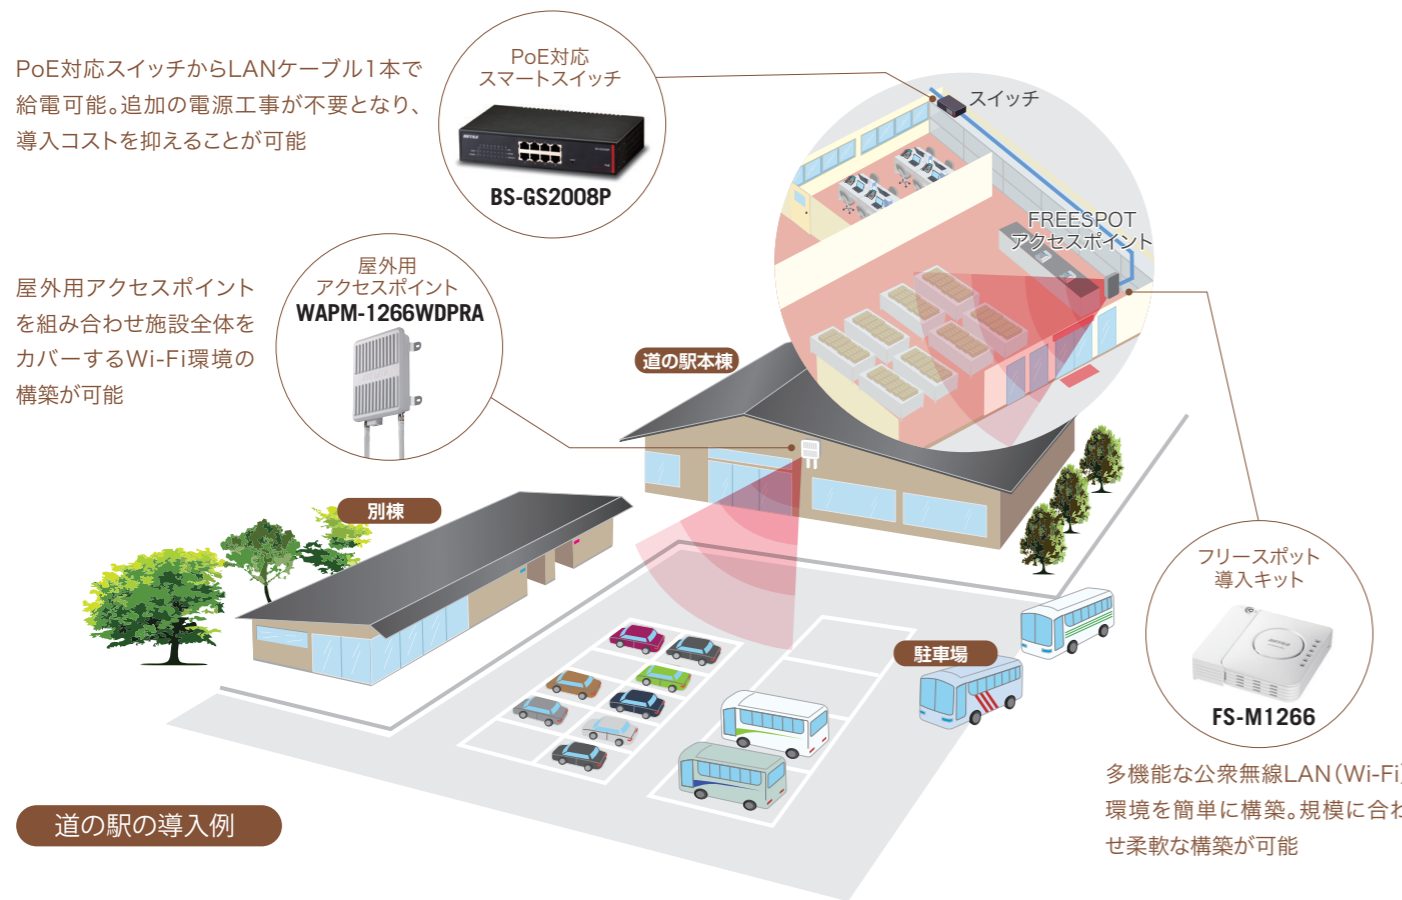 PoE対応スイッチからLANケーブル1本で
給電可能。追加の電源工事が不要となり、
導入コストを抑えることが可能
PoE対応
スマートスイッチ
BS-GS2008P
スイッチ
FREESPOT
アクセスポイント
屋外用アクセスポイント
を組み合わせ施設全体を
カバーするWi-Fi環境の
構築が可能
屋外用
アクセスポイント
WAPM-1266WDPRA
道の駅本棟
別棟
駐車場
フリースポット
導入キット
FS-M1266
多機能な公衆無線LAN(Wi-Fi)
環境を簡単に構築。規模に合わ
せ柔軟な構築が可能
道の駅の導入例